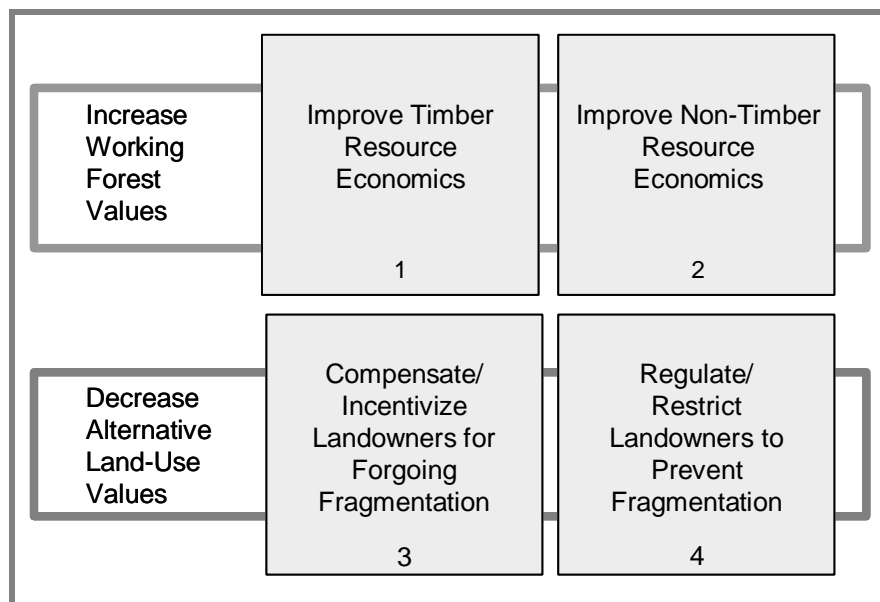 Increase
Working
Forest
Values
Improve Timber
Resource
Economics
1
Improve Non-Timber
Resource
Economics
2
Decrease
Alternative
Land-Use
Values
Compensate/
Incentivize
Landowners for
Forgoing
Fragmentation
3
Regulate/
Restrict
Landowners to
Prevent
Fragmentation
4